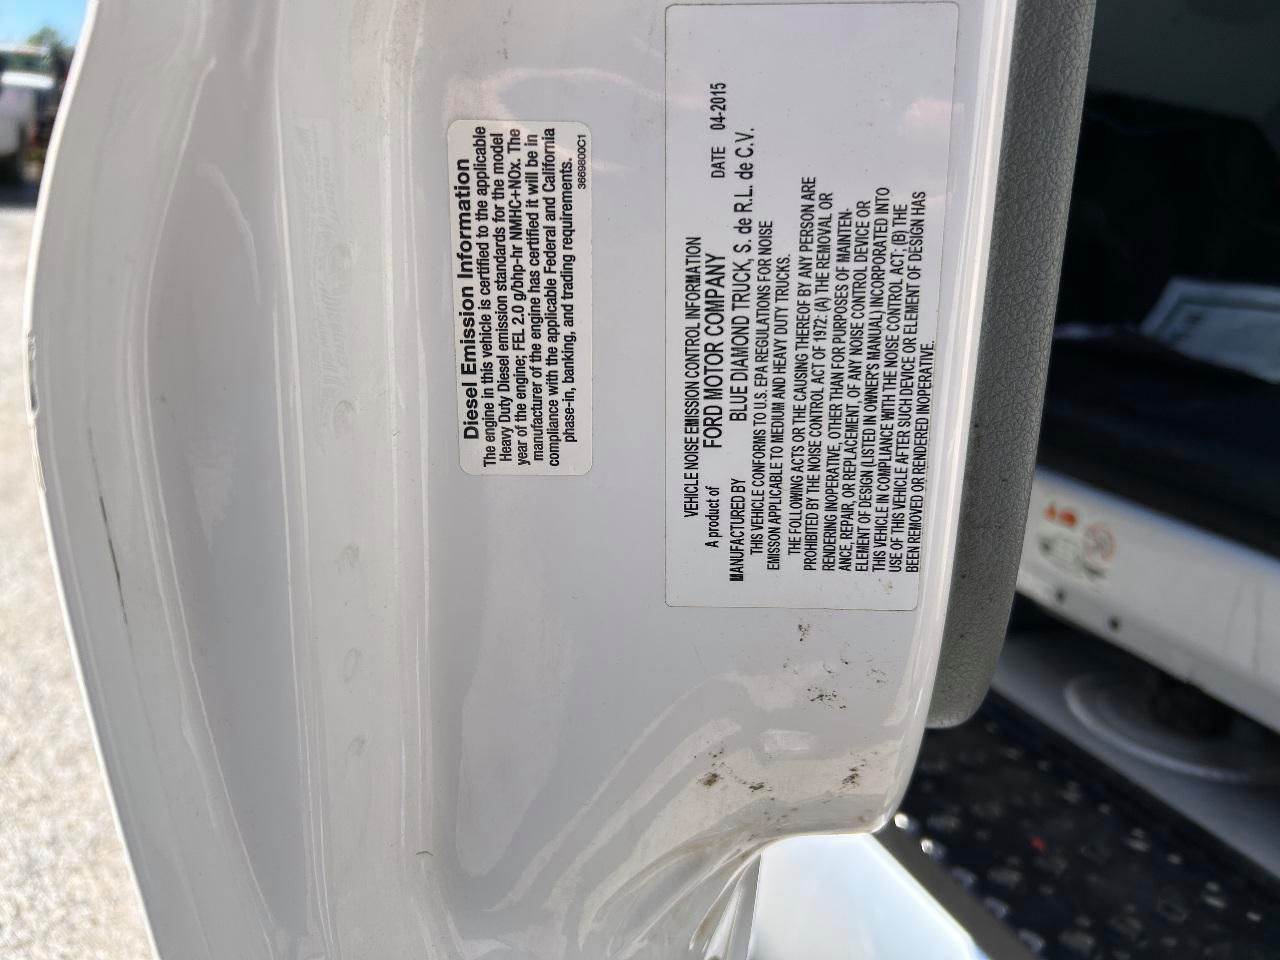 Diesel Emission Information
The engine in this vehicle is certified to the applicable
Heavy Duty Diesel emission standards for the model
year of the engine; FEL 2.0 g/bhp-hr NMHC+NOx. The
manufacturer of the engine has certified it will be in
compliance with the applicable Federal and California
phase-in, banking, and trading requirements.
3669800C1
VEHICLE NOISE EMISSION CONTROL INFORMATION
A product of FORD MOTOR COMPANY DATE 04-2015
MANUFACTURED BY BLUE DIAMOND TRUCK, S. de R.L. de C.V.
THIS VEHICLE CONFORMS TO U.S. EPA REGULATIONS FOR NOISE
EMISSON APPLICABLE TO MEDIUM AND HEAVY DUTY TRUCKS.
THE FOLLOWING ACTS OR THE CAUSING THEREOF BY ANY PERSON ARE
PROHIBITED BY THE NOISE CONTROL ACT OF 1972: (A) THE REMOVAL OR
RENDERING INOPERATIVE, OTHER THAN FOR PURPOSES OF MAINTEN-
ANCE, REPAIR, OR REPLACEMENT, OF ANY NOISE CONTROL DEVICE OR
ELEMENT OF DESIGN (LISTED IN OWNER'S MANUAL) INCORPORATED INTO
THIS VEHICLE IN COMPLIANCE WITH THE NOISE CONTROL ACT; (B) THE
USE OF THIS VEHICLE AFTER SUCH DEVICE OR ELEMENT OF DESIGN HAS
BEEN REMOVED OR RENDERED INOPERATIVE.